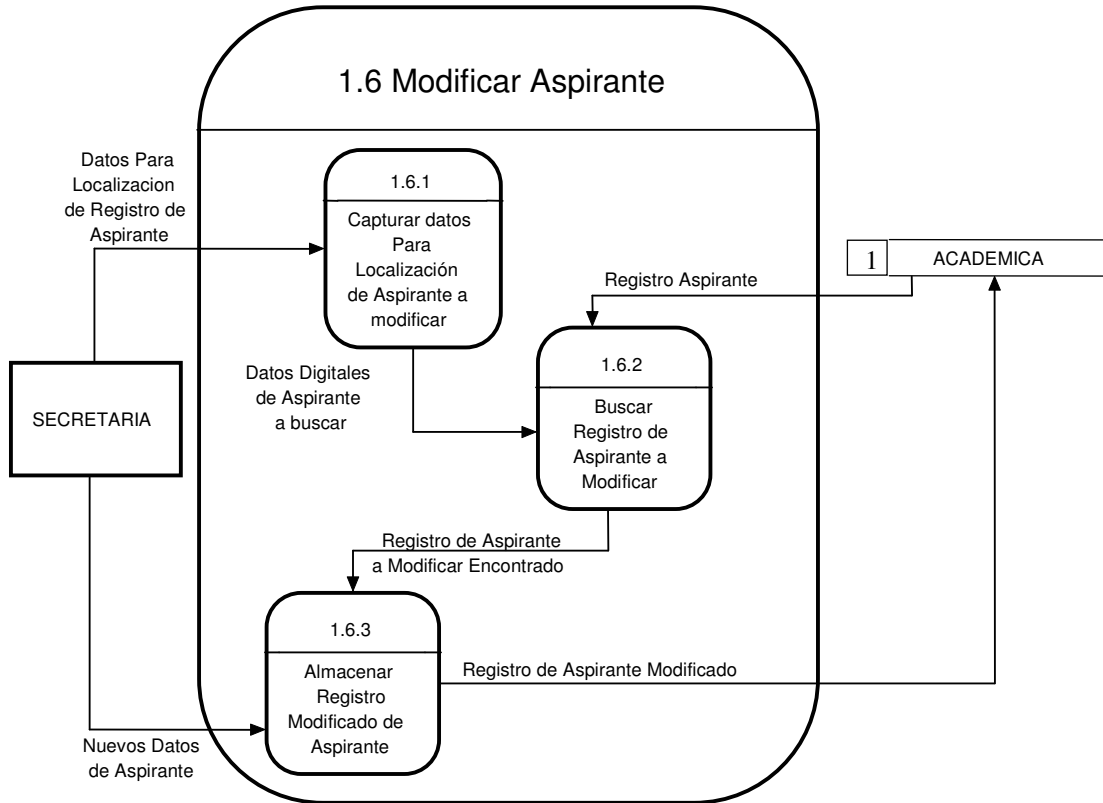 1.6 Modificar Aspirante
Datos Para
Localizacion
de Registro de
Aspirante
1.6.1
Capturar datos
Para
Localización
de Aspirante a
modificar
1
ACADEMICA
Registro Aspirante
1.6.2
Buscar
Registro de
Aspirante a
Modificar
Datos Digitales
de Aspirante
a buscar
SECRETARIA
Registro de Aspirante
a Modificar Encontrado
1.6.3
Almacenar
Registro
Modificado de
Aspirante
Registro de Aspirante Modificado
Nuevos Datos
de Aspirante